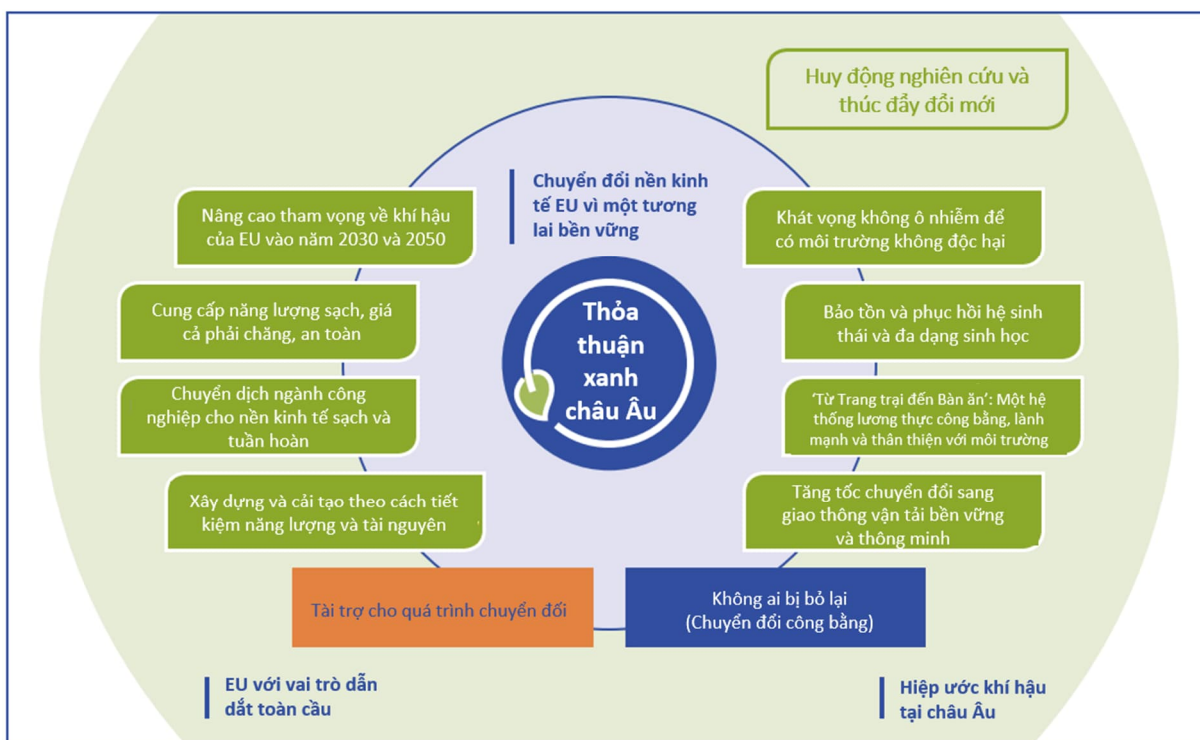 Huy động nghiên cứu và
thúc đẩy đổi mới
Chuyển đổi nền kinh
tế EU vì một tương
lai bền vững
Nâng cao tham vọng về khí hậu
của EU vào năm 2030 và 2050
Khát vọng không ô nhiễm để
có môi trường không độc hại
Cung cấp năng lượng sạch, giá
cả phải chăng, an toàn
Thỏa
thuận
xanh
châu Âu
Bảo tồn và phục hồi hệ sinh
thái và đa dạng sinh học
Chuyển dịch ngành công
nghiệp cho nền kinh tế sạch và
tuần hoàn
‘Từ Trang trại đến Bàn ăn’: Một hệ
thống lương thực công bằng, lành
mạnh và thân thiện với môi trường
Xây dựng và cải tạo theo cách tiết
kiệm năng lượng và tài nguyên
Tăng tốc chuyển đổi sang
giao thông vận tải bền vững
và thông minh
Tài trợ cho quá trình chuyển đối
Không ai bị bỏ lại
(Chuyển đổi công bằng)
EU với vai trò dẫn
dắt toàn cầu
Hiệp ước khí hậu
tại châu Âu